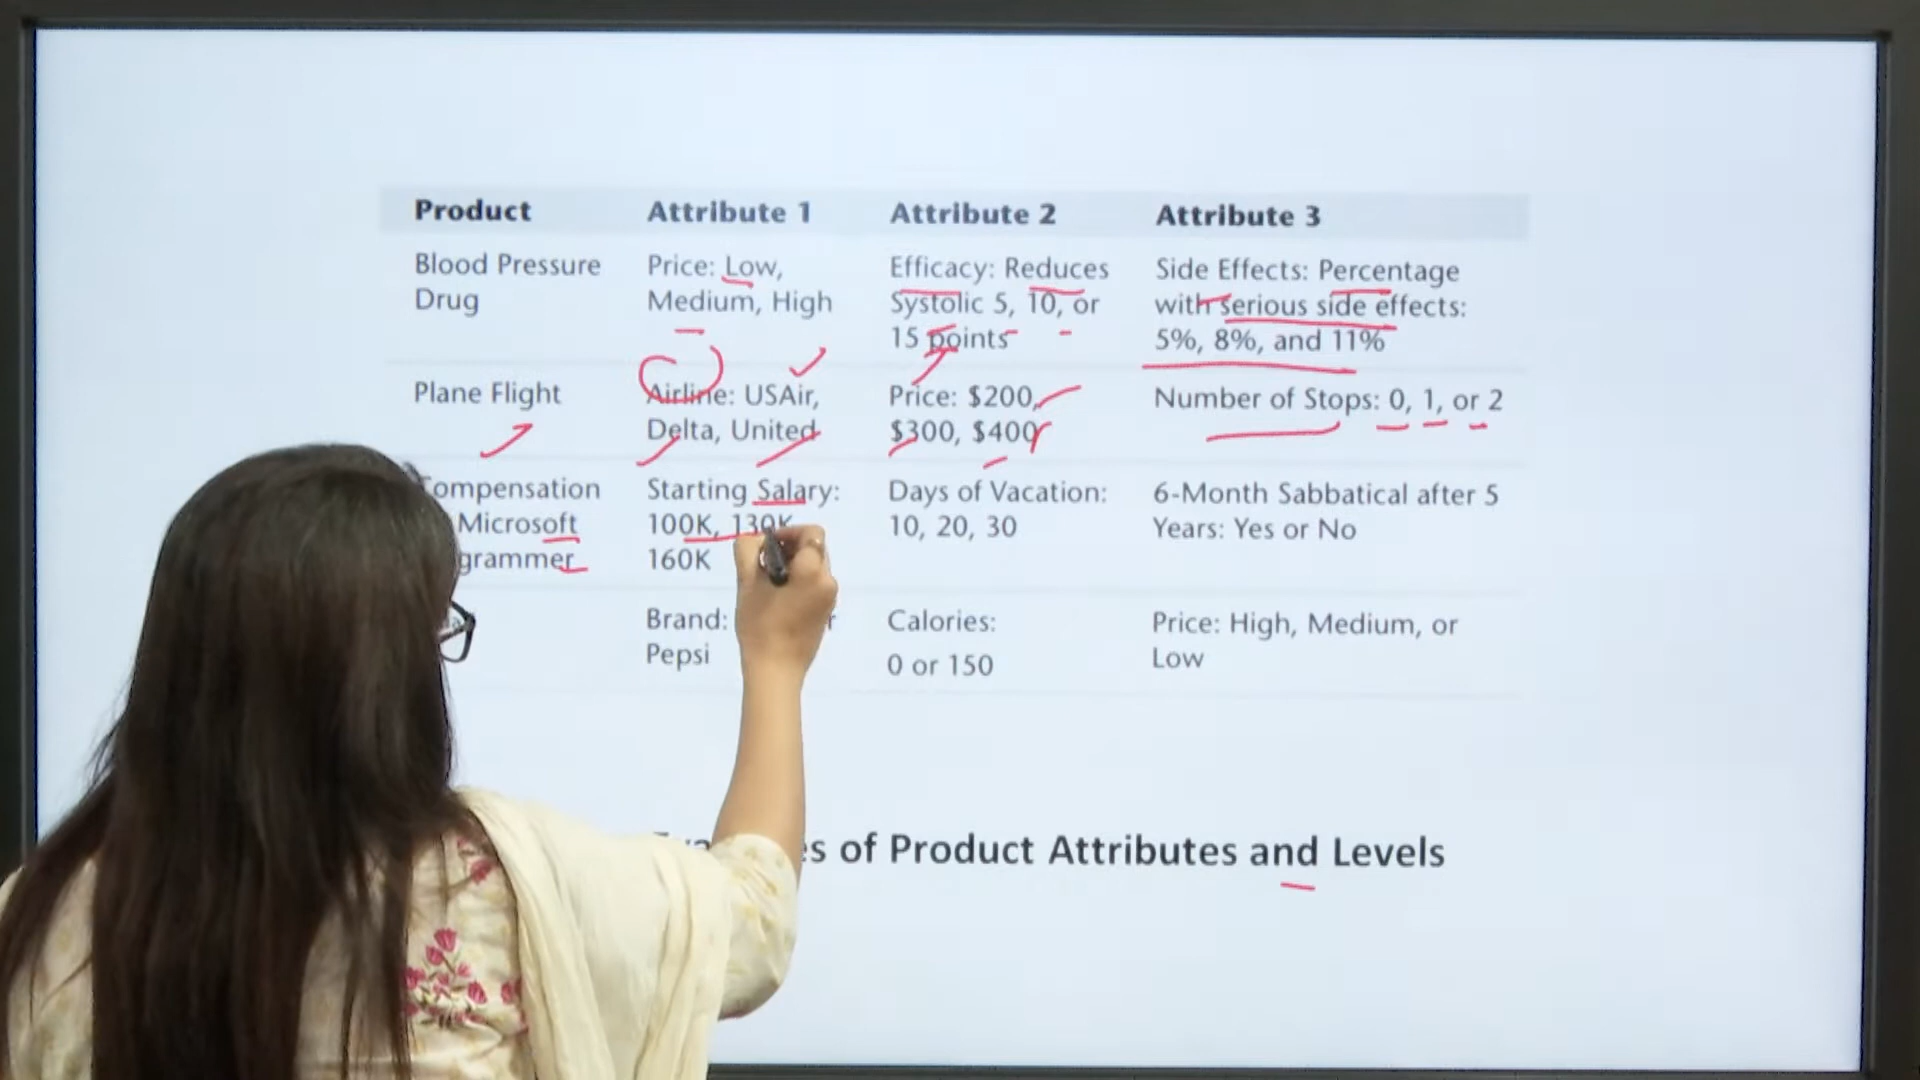 Product Attribute 1 Attribute 2 Attribute 3
Blood Pressure Price: Low, Efficacy: Reduces Side Effects: Percentage
Drug Medium, High Systolic 5, 10, or with serious side effects:
15 points 5%, 8%, and 11%
Plane Flight Airline: USAir, Price: $200, Number of Stops: 0, 1, or 2
Delta, United $300, $400
Compensation Starting Salary: Days of Vacation: 6-Month Sabbatical after 5
Microsoft 100K, 130K 10, 20, 30 Years: Yes or No
grammer 160K
Brand: Calories: Price: High, Medium, or
Pepsi 0 or 150 Low
of Product Attributes and Levels